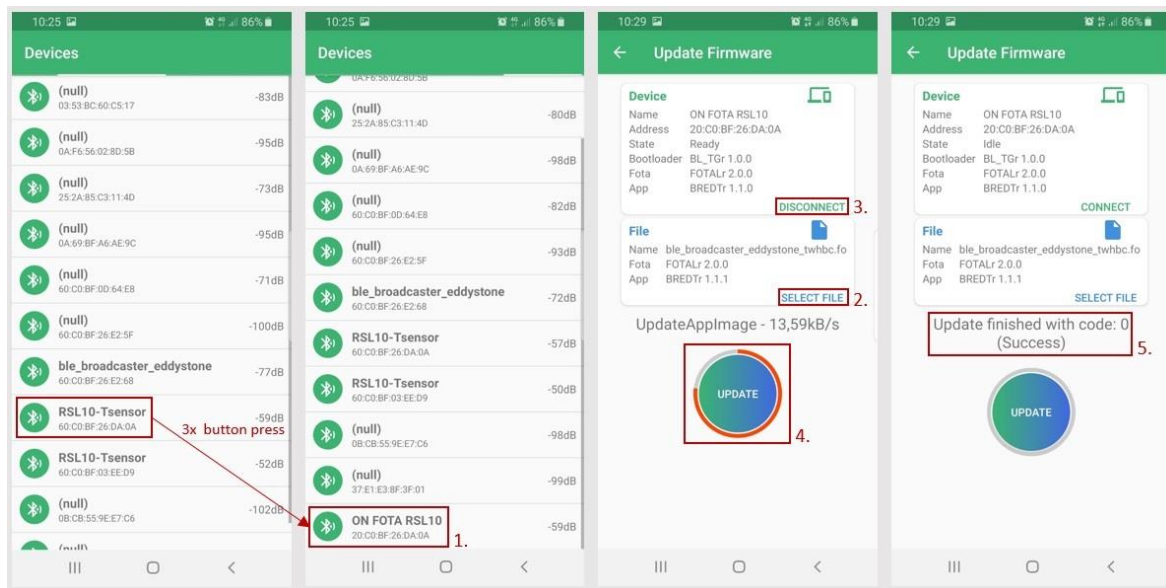 10:25
86%
Devices
(null)
03:53:BC:60:C5:17
-83dB
(null)
0A:F6:56:02:8D:5B
-95dB
(null)
25:2A:85:C3:11:4D
-73dB
(null)
0A:69:BF:A6:AE:9C
-95dB
(null)
60:C0:BF:0D:64:E8
-71dB
(null)
60:C0:BF:26:E2:5F
-100dB
ble_broadcaster_eddystone
60:C0:BF:26:E2:68
-77dB
RSL10-Tsensor
60:C0:BF:26:DA:0A
-59dB
3x button press
RSL10-Tsensor
60:C0:BF:03:EE:D9
-52dB
(null)
0B:CB:55:9E:E7:C6
-102dB
(null)
10:25
86%
Devices
0A:F6:56:02:8D:5B
(null)
25:2A:85:C3:11:4D
-80dB
(null)
0A:69:BF:A6:AE:9C
-98dB
(null)
60:C0:BF:0D:64:E8
-82dB
(null)
60:C0:BF:26:E2:5F
-93dB
ble_broadcaster_eddystone
60:C0:BF:26:E2:68
-72dB
RSL10-Tsensor
60:C0:BF:26:DA:0A
-57dB
RSL10-Tsensor
60:C0:BF:03:EE:D9
-50dB
(null)
0B:CB:55:9E:E7:C6
-98dB
(null)
37:E1:E3:8F:3F:01
-99dB
ON FOTA RSL10
20:C0:BF:26:DA:0A
-59dB
1.
10:29
86%
Update Firmware
Device
Name ON FOTA RSL10
Address 20:C0:BF:26:DA:0A
State Ready
Bootloader BL_TGr 1.0.0
Fota FOTALr 2.0.0
App BREDTr 1.1.0
DISCONNECT 3.
File
Name ble_broadcaster_eddystone_twhbc.fo
Fota FOTALr 2.0.0
App BREDTr 1.1.1
SELECT FILE 2.
UpdateAppImage - 13,59kB/s
UPDATE
4.
10:29
86%
Update Firmware
Device
Name ON FOTA RSL10
Address 20:C0:BF:26:DA:0A
State Idle
Bootloader BL_TGr 1.0.0
Fota FOTALr 2.0.0
App BREDTr 1.1.0
CONNECT
File
Name ble_broadcaster_eddystone_twhbc.fo
Fota FOTALr 2.0.0
App BREDTr 1.1.1
SELECT FILE
Update finished with code: 0
(Success)
5.
UPDATE